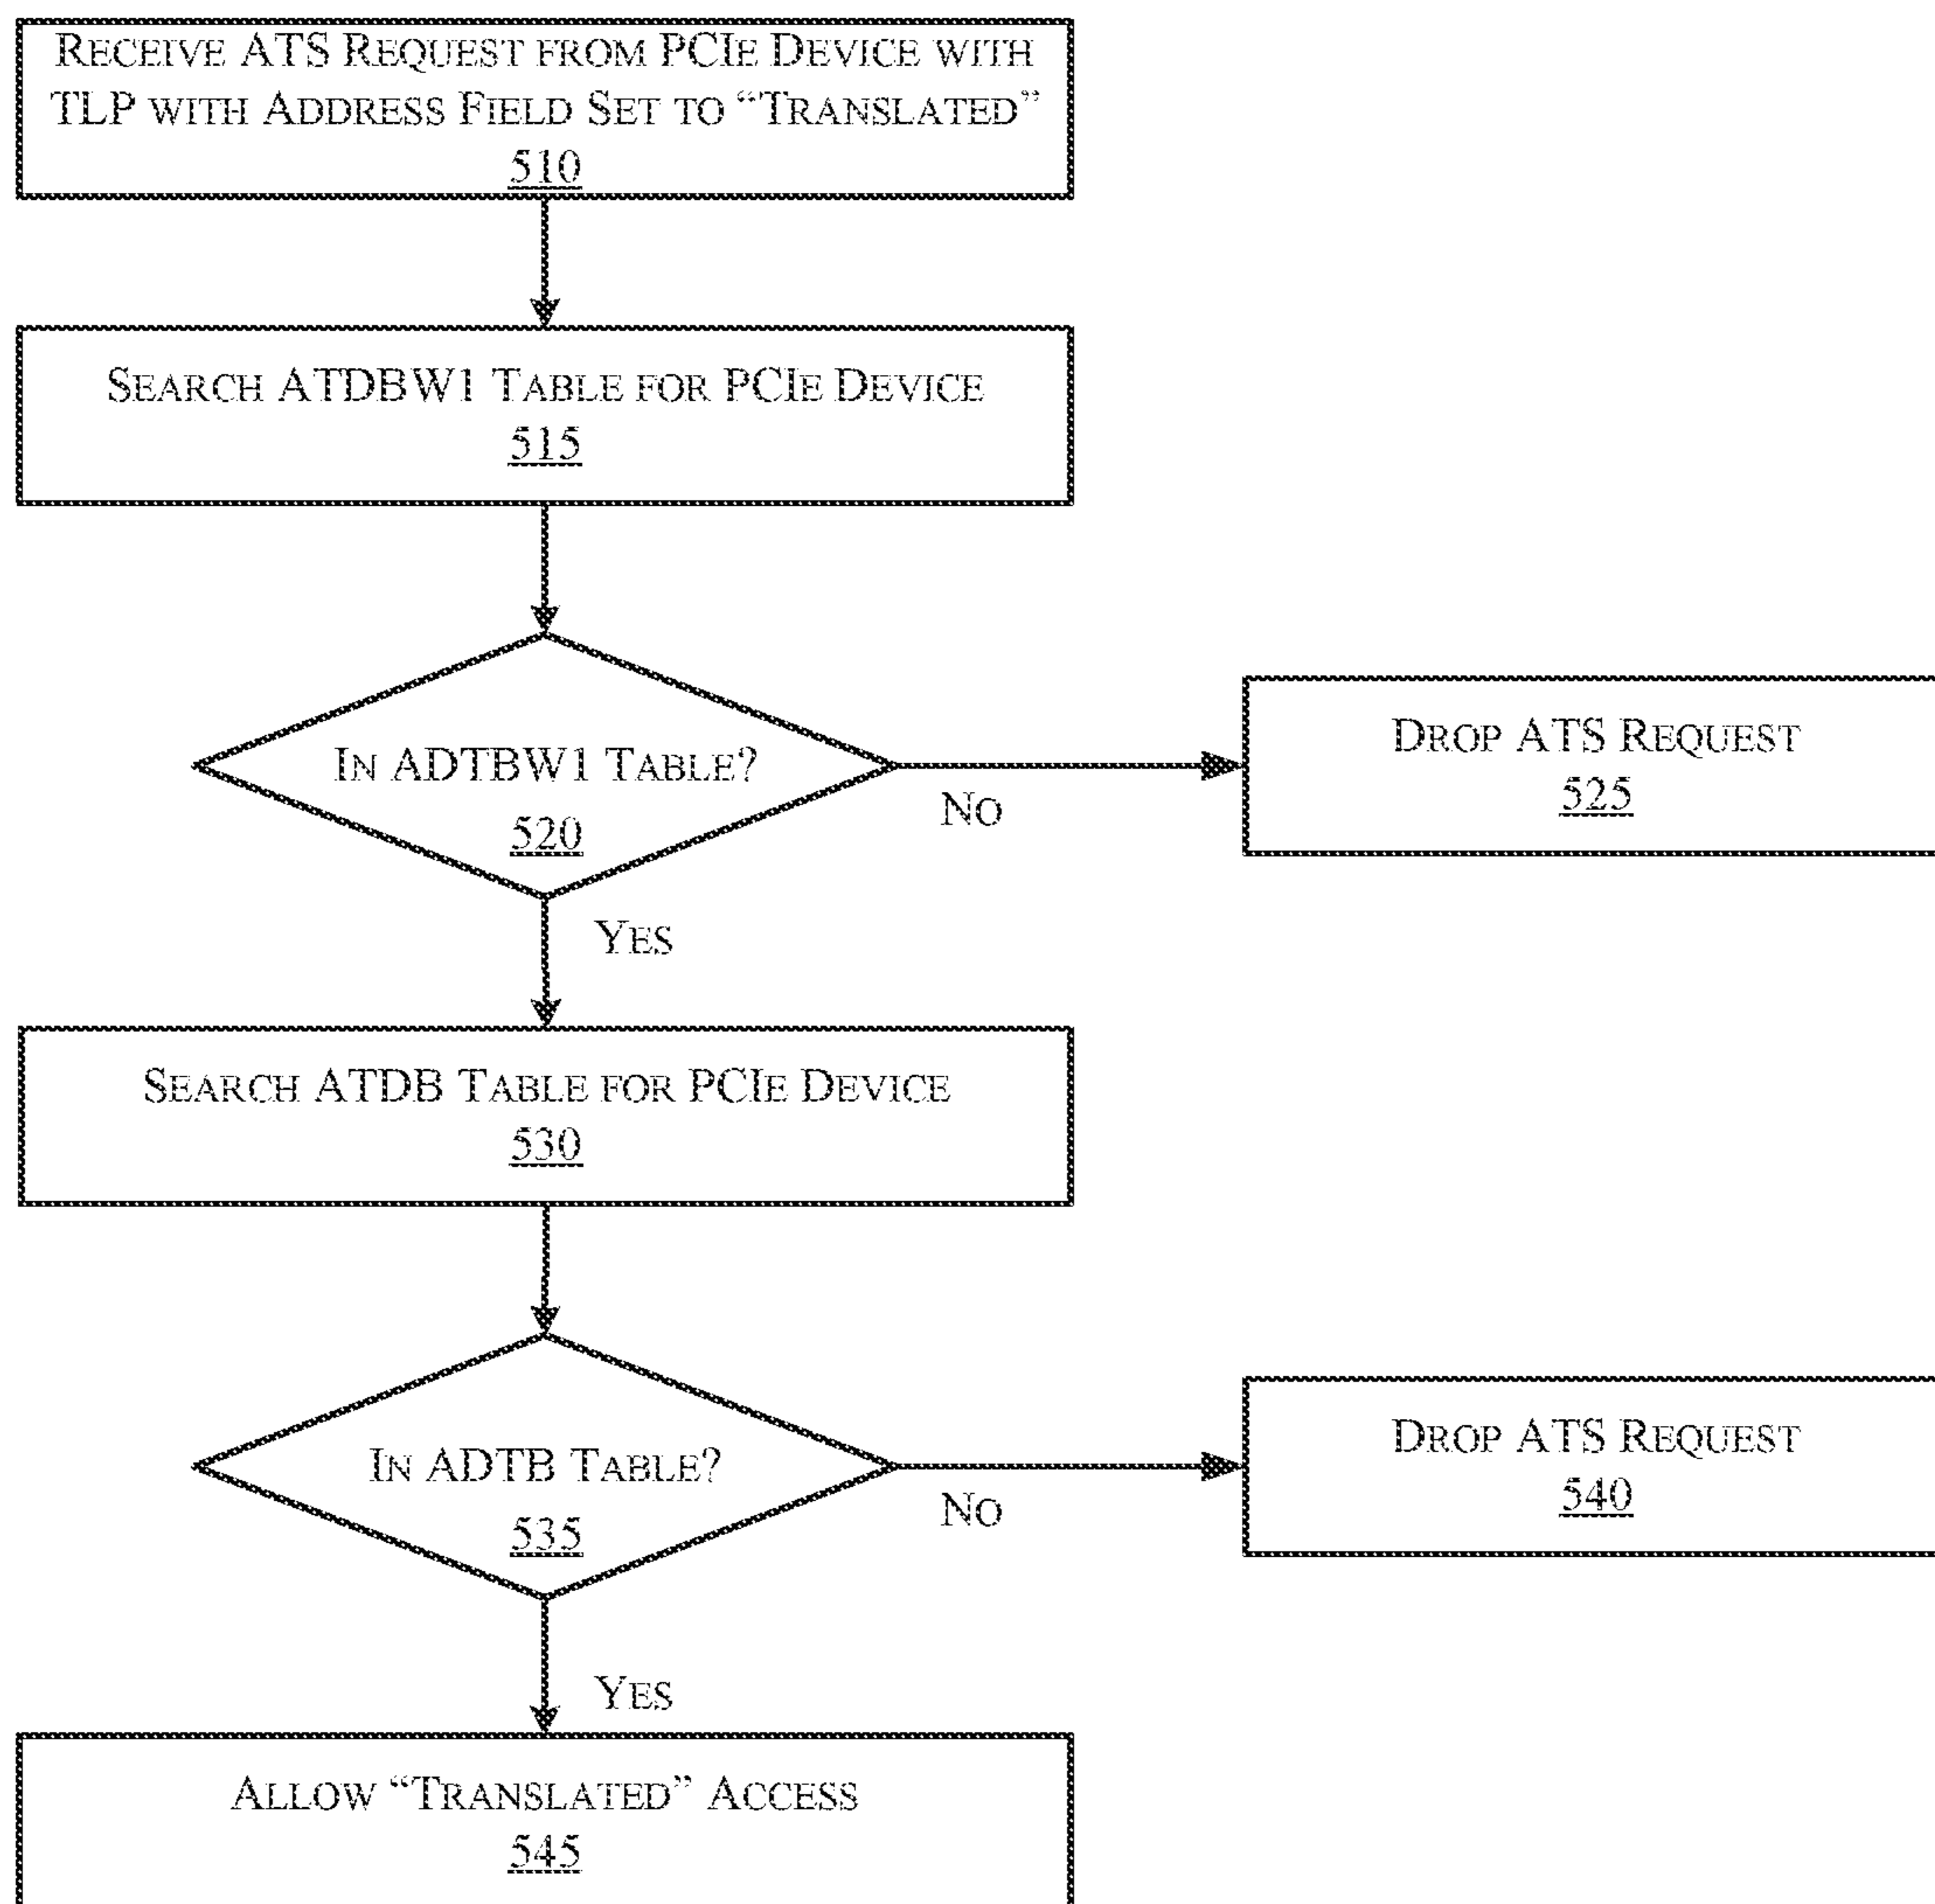 Receive ATS Request from PCIe Device with
TLP with Address Field Set to “Translated”
510
Search ATDBW1 Table for PCIe Device
515
In ADTBW1 Table?
520
No
Drop ATS Request
525
Yes
Search ATDB Table for PCIe Device
530
In ADTB Table?
535
No
Drop ATS Request
540
Yes
Allow “Translated” Access
545